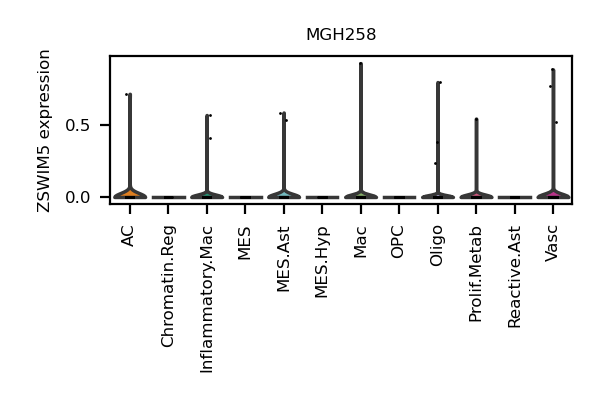 MGH258
ZSWIM5 expression
0.5
0.0
AC
Chromatin.Reg
Inflammatory.Mac
MES
MES.Ast
MES.Hyp
Mac
OPC
Oligo
Prolif.Metab
Reactive.Ast
Vasc